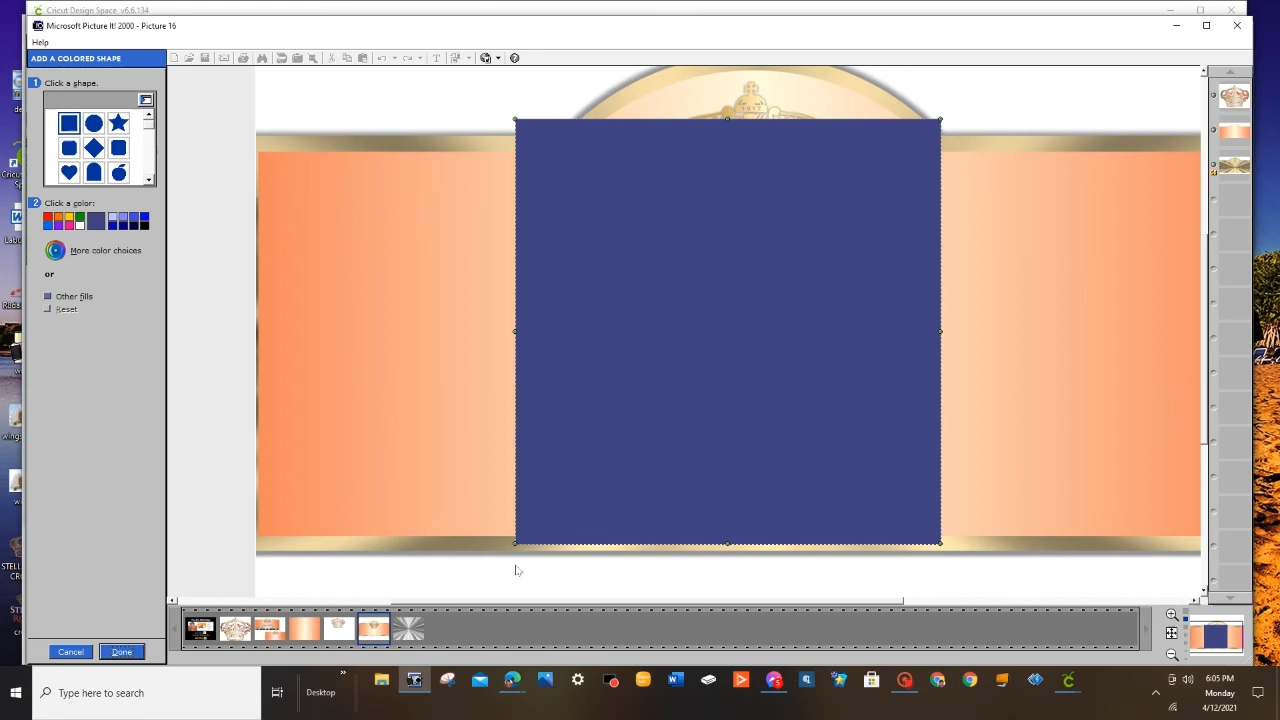 Cricut Design Space v6.6.134
Microsoft Picture It! 2000 - Picture 16
Help
ADD A COLORED SHAPE
1 Click a shape.
2 Click a color:
More color choices
or
Other fills
Reset
1917
Cancel
Done
Type here to search
Desktop
6:05 PM
Monday
4/12/2021